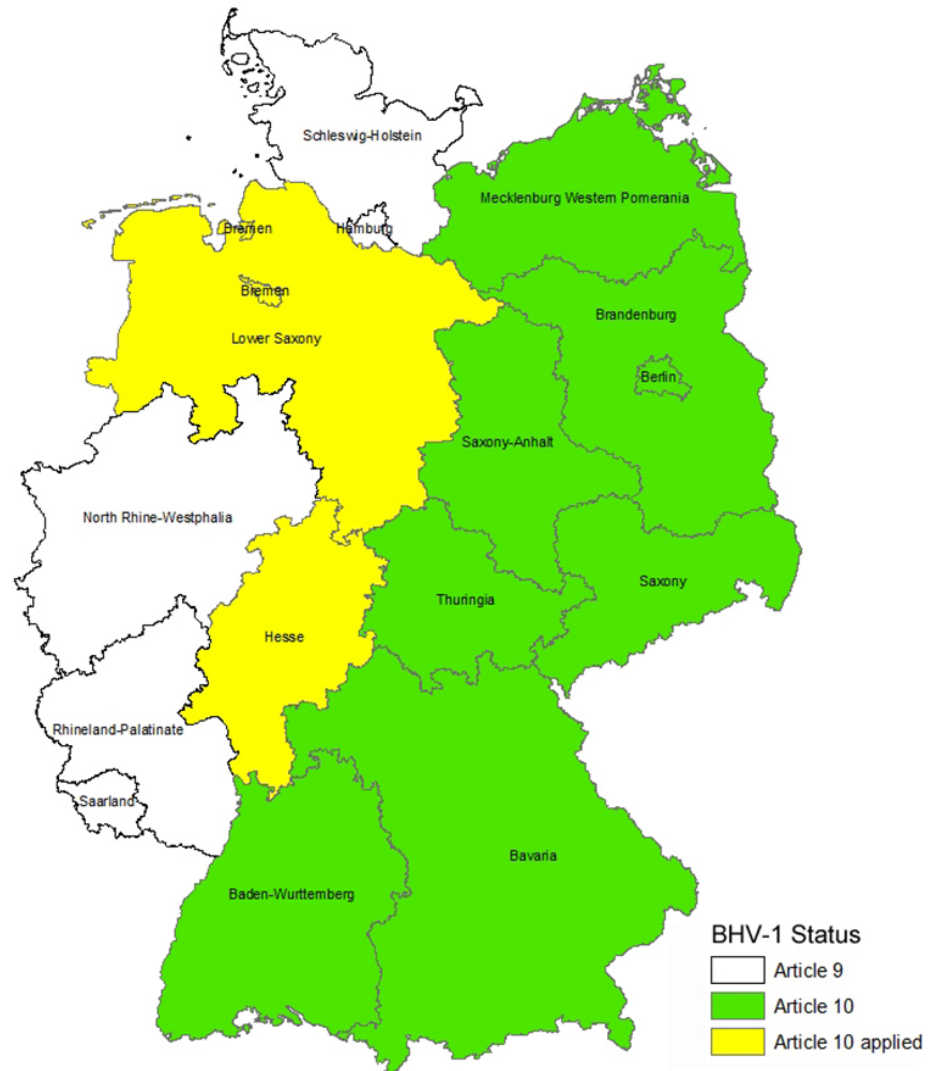 Schleswig-Holstein
Mecklenburg Western Pomerania
Bremen
Hamburg
Bremen
Brandenburg
Lower Saxony
Berlin
Saxony-Anhalt
North Rhine-Westphalia
Saxony
Thuringia
Hesse
Rhineland-Palatinate
Saarland
Bavaria
Baden-Wurttemberg
BHV-1 Status
Article 9
Article 10
Article 10 applied